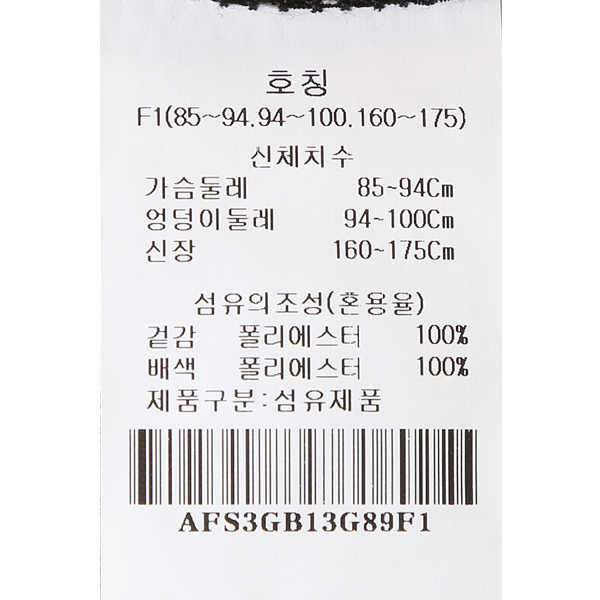 호칭
F1(85~94.94~100.160~175)
신체치수
가슴둘레 85~94Cm
엉덩이둘레 94~100Cm
신장 160~175Cm
섬유의조성(혼용율)
겉감 폴리에스터 100%
배색 폴리에스터 100%
제품구분:섬유제품
AFS3GB13G89F1